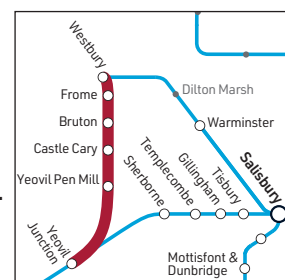 Westbury
Dilton Marsh
Frome
Bruton
Warminster
Castle Cary
Yeovil Pen Mill
Sherborne
Templecombe
Gillingham
Tisbury
Salisbury
Yeovil
Junction
Mottisfont &
Dunbridge